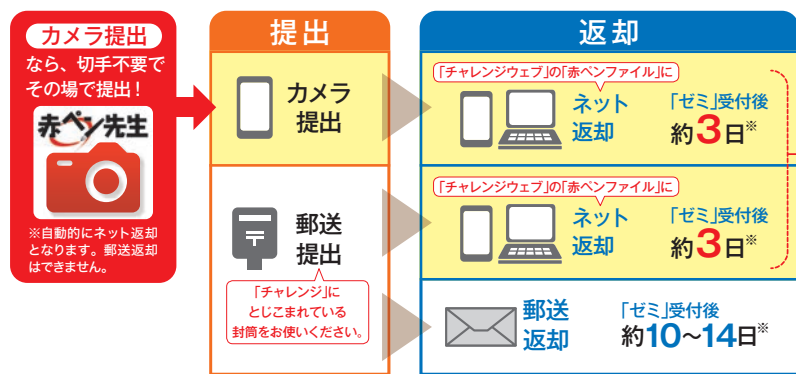 カメラ提出
なら、切手不要で
その場で提出！
赤ペン先生
※自動的にネット返却
となります。郵送返却
はできません。
提出
カメラ
提出
郵送
提出
「チャレンジ」に
とじこまれている
封筒をお使いください。
返却
「チャレンジウェブ」の「赤ペンファイル」に
ネット
返却
「ゼミ」受付後
約3日※
「チャレンジウェブ」の「赤ペンファイル」に
ネット
返却
「ゼミ」受付後
約3日※
郵送
返却
「ゼミ」受付後
約10～14日※